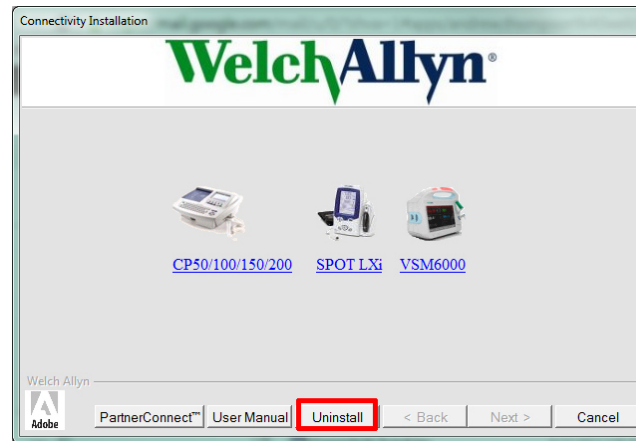 Connectivity Installation
WelchAllyn®
CP50/100/150/200 SPOT LXi VSM6000
Welch Allyn
Adobe
PartnerConnect™ User Manual Uninstall < Back Next > Cancel